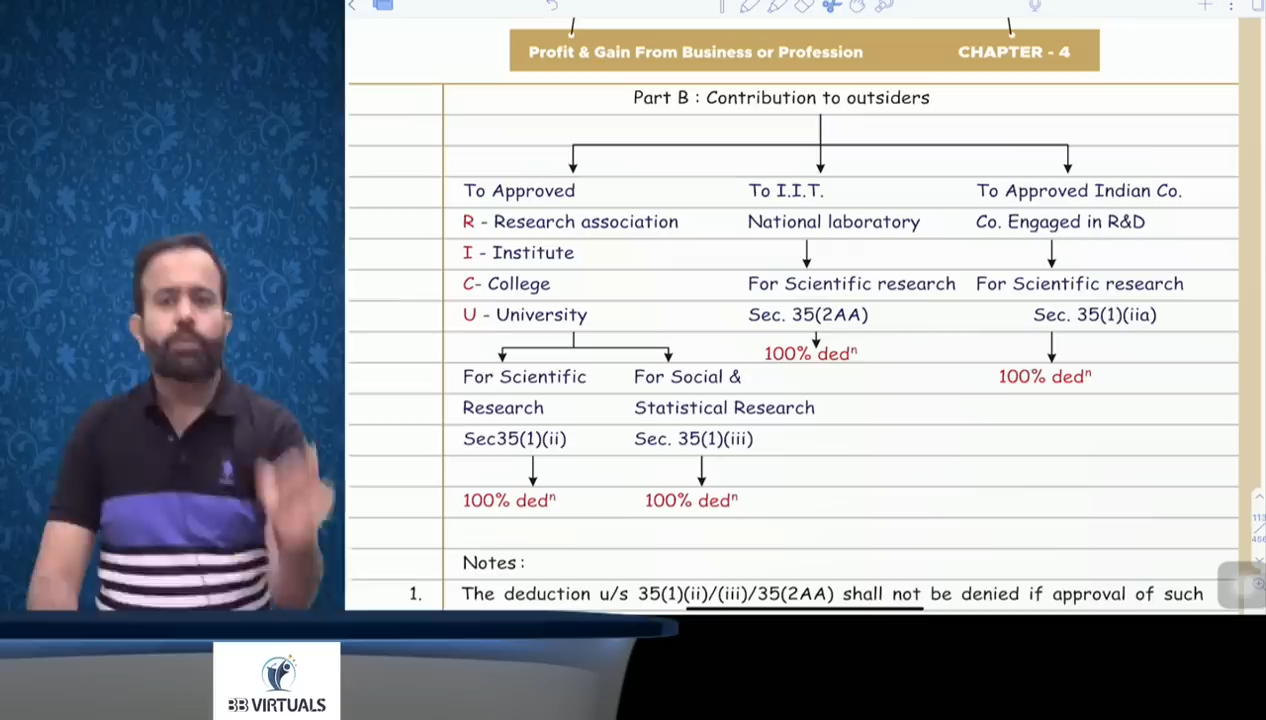 Profit & Gain From Business or Profession CHAPTER - 4
Part B : Contribution to outsiders
To Approved
R - Research association
I - Institute
C- College
U - University
For Scientific
Research
Sec35(1)(ii)
100% dedⁿ
For Social &
Statistical Research
Sec. 35(1)(iii)
100% dedⁿ
To I.I.T.
National laboratory
For Scientific research
Sec. 35(2AA)
100% dedⁿ
To Approved Indian Co.
Co. Engaged in R&D
For Scientific research
Sec. 35(1)(iia)
100% dedⁿ
Notes :
1. The deduction u/s 35(1)(ii)/(iii)/35(2AA) shall not be denied if approval of such
113
456
BB VIRTUALS